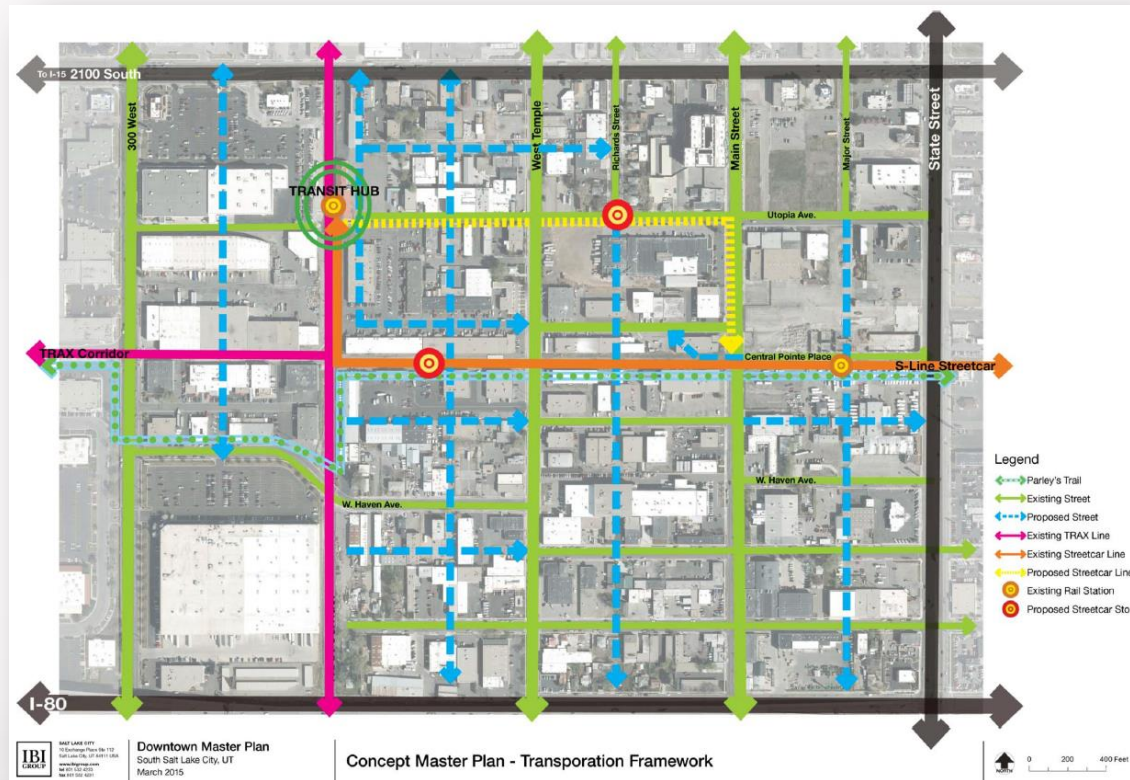 To I-15 2100 South
300 West
West Temple
Richards Street
Main Street
Major Street
State Street
TRANSIT HUB
Utopia Ave.
TRAX Corridor
Central Pointe Place
S-Line Streetcar
W. Haven Ave.
W. Haven Ave.
I-80
Legend
Parley's Trail
Existing Street
Proposed Street
Existing TRAX Line
Existing Streetcar Line
Proposed Streetcar Line
Existing Rail Station
Proposed Streetcar Sto
IBI
GROUP
SALT LAKE CITY
Downtown Master Plan
South Salt Lake City, UT
March 2015
Concept Master Plan - Transporation Framework
NORTH
0 200 400 Feet